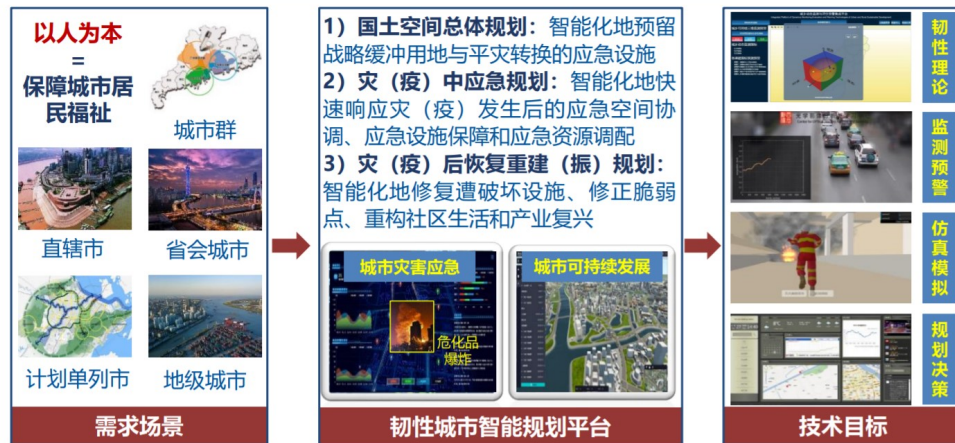 以人为本
=
保障城市居
民福祉
城市群
直辖市
省会城市
计划单列市
地级城市
需求场景
1）国土空间总体规划：智能化地预留
战略缓冲用地与平灾转换的应急设施
2）灾（疫）中应急规划：智能化地快
速响应灾（疫）发生后的应急空间协
调、应急设施保障和应急资源调配
3）灾（疫）后恢复重建（振）规划：
智能化地修复遭破坏设施、修正脆弱
点、重构社区生活和产业复兴
城市灾害应急
危化品
爆炸
城市可持续发展
韧性城市智能规划平台
韧性理论
监测预警
仿真模拟
规划决策
技术目标